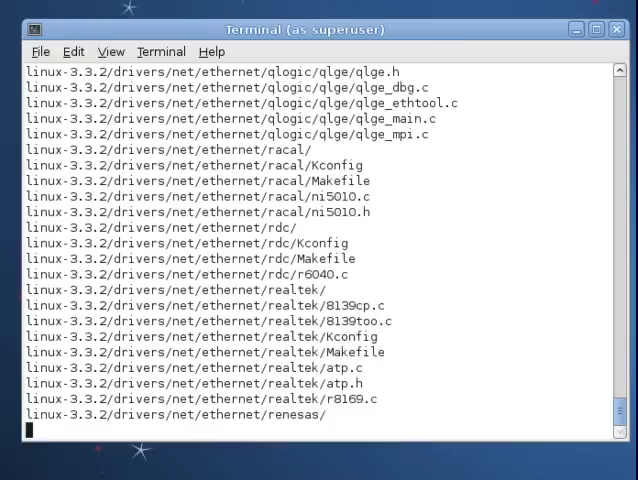 Terminal (as superuser)
File Edit View Terminal Help
linux-3.3.2/drivers/net/ethernet/qlogic/qlge/qlge.h
linux-3.3.2/drivers/net/ethernet/qlogic/qlge/qlge_dbg.c
linux-3.3.2/drivers/net/ethernet/qlogic/qlge/qlge_ethtool.c
linux-3.3.2/drivers/net/ethernet/qlogic/qlge/qlge_main.c
linux-3.3.2/drivers/net/ethernet/qlogic/qlge/qlge_mpi.c
linux-3.3.2/drivers/net/ethernet/racal/
linux-3.3.2/drivers/net/ethernet/racal/Kconfig
linux-3.3.2/drivers/net/ethernet/racal/Makefile
linux-3.3.2/drivers/net/ethernet/racal/ni5010.c
linux-3.3.2/drivers/net/ethernet/racal/ni5010.h
linux-3.3.2/drivers/net/ethernet/rdc/
linux-3.3.2/drivers/net/ethernet/rdc/Kconfig
linux-3.3.2/drivers/net/ethernet/rdc/Makefile
linux-3.3.2/drivers/net/ethernet/rdc/r6040.c
linux-3.3.2/drivers/net/ethernet/realtek/
linux-3.3.2/drivers/net/ethernet/realtek/8139cp.c
linux-3.3.2/drivers/net/ethernet/realtek/8139too.c
linux-3.3.2/drivers/net/ethernet/realtek/Kconfig
linux-3.3.2/drivers/net/ethernet/realtek/Makefile
linux-3.3.2/drivers/net/ethernet/realtek/atp.c
linux-3.3.2/drivers/net/ethernet/realtek/atp.h
linux-3.3.2/drivers/net/ethernet/realtek/r8169.c
linux-3.3.2/drivers/net/ethernet/renesas/